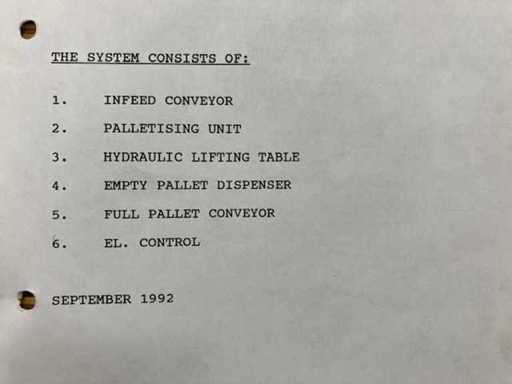 THE SYSTEM CONSISTS OF:
1. INFEED CONVEYOR
2. PALLETISING UNIT
3. HYDRAULIC LIFTING TABLE
4. EMPTY PALLET DISPENSER
5. FULL PALLET CONVEYOR
6. EL. CONTROL
SEPTEMBER 1992